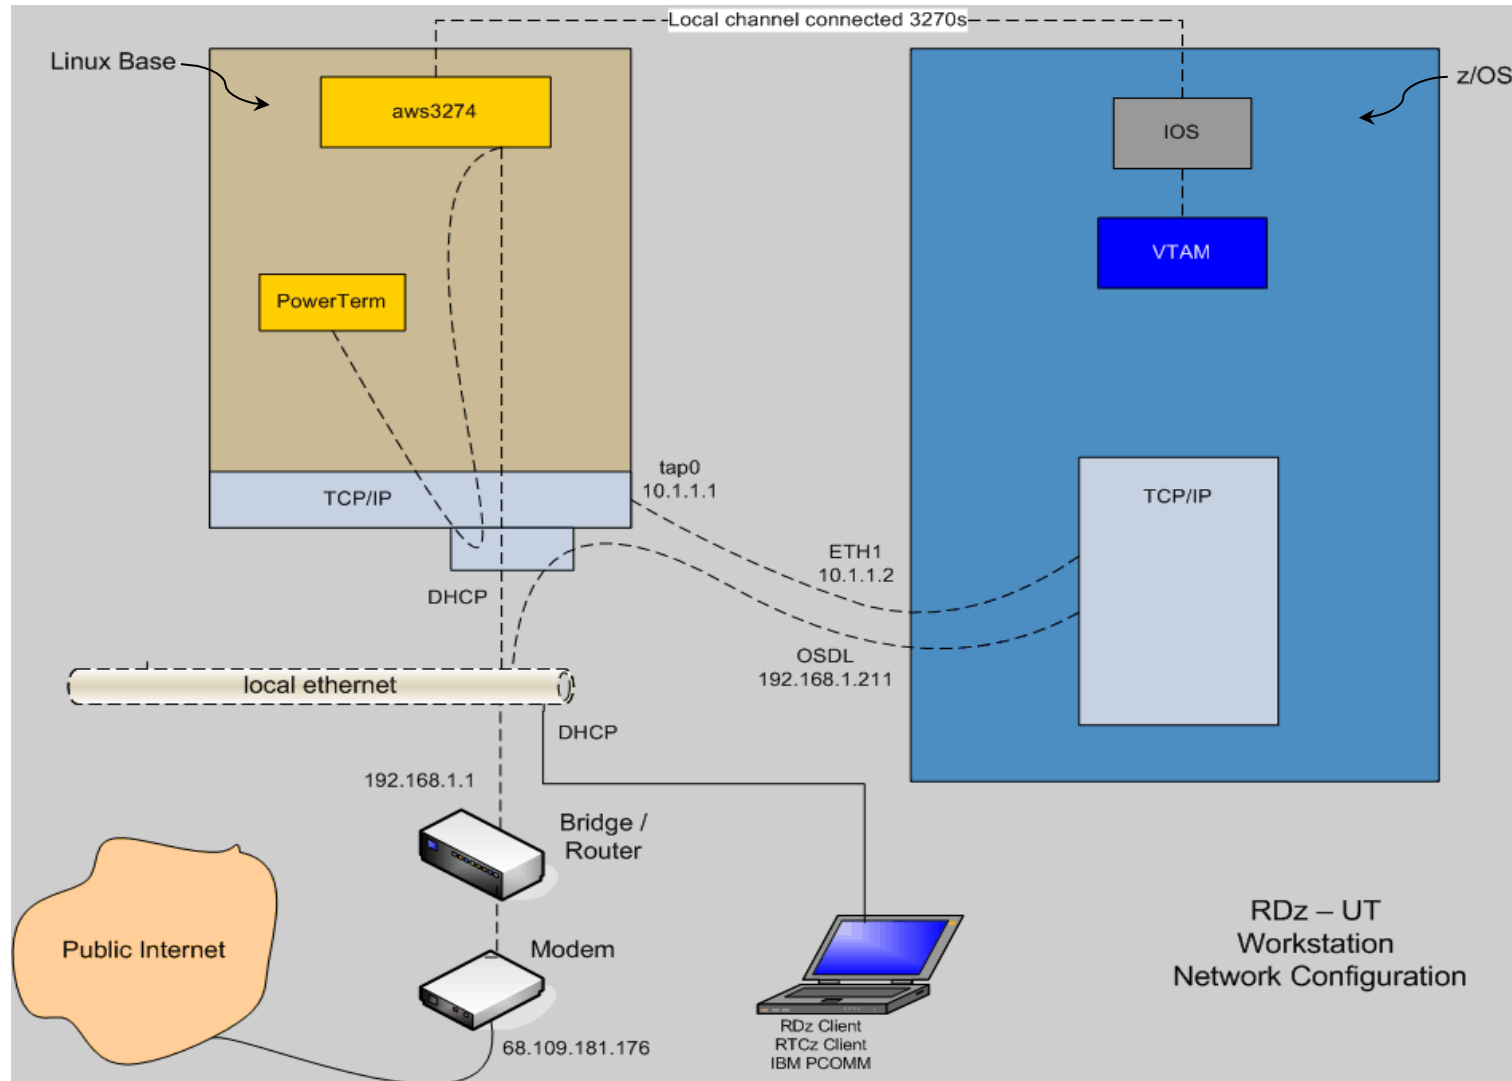 Local channel connected 3270s
Linux Base
z/OS
aws3274
IOS
VTAM
PowerTerm
tap0
10.1.1.1
TCP/IP
TCP/IP
ETH1
10.1.1.2
DHCP
OSDL
192.168.1.211
local ethernet
DHCP
192.168.1.1
Bridge /
Router
Public Internet
Modem
68.109.181.176
RDz Client
RTCz Client
IBM PCOMM
RDz – UT
Workstation
Network Configuration